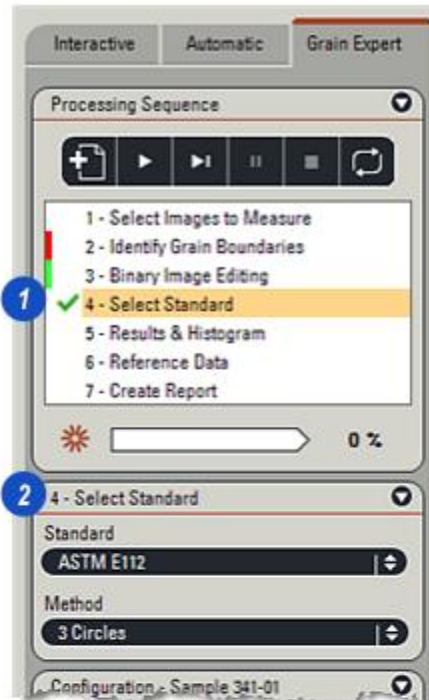 Interactive
Automatic
Grain Expert
Processing Sequence
1 - Select Images to Measure
2 - Identify Grain Boundaries
3 - Binary Image Editing
1
4 - Select Standard
5 - Results & Histogram
6 - Reference Data
7 - Create Report
0 %
2
4 - Select Standard
Standard
ASTM E112
Method
3 Circles
Configuration - Sample 341-01